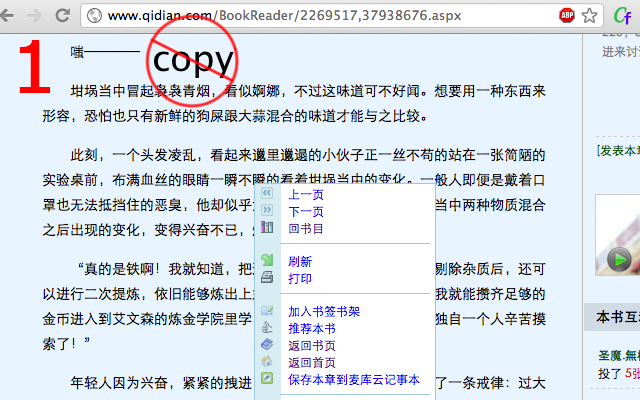 www.qidian.com/BookReader/2269517,37938676.aspx
ABP
Cf
1
copy
嗤————
进来讨
坩埚当中冒起袅袅青烟，看似婀娜，不过这味道可不好闻。想要用一种东西来
形容，恐怕也只有新鲜的狗屎跟大蒜混合的味道才能与之比较。
[发表本章
此刻，一个头发凌乱，看起来邋里邋遢的小伙子正一丝不苟的站在一张简陋的
实验桌前，布满血丝的眼睛一瞬不瞬的看着坩埚当中的变化。一般人即便是戴着口
罩也无法抵挡住的恶臭，他却似乎
当中两种物质混合
之后出现的变化，变得兴奋不已，
上一页
下一页
回书目
刷新
打印
加入书签书架
推荐本书
返回书页
返回首页
保存本章到麦库云记事本
“真的是铁啊！我就知道，把
剔除杂质后，还可
以进行二次提炼，依旧能够炼出上
我就能攒齐足够的
金币进入到艾文森的炼金学院里学
独自一个人辛苦摸
索了！”
年轻人因为兴奋，紧紧的拽进
了一条戒律：过大
本书互
圣魔.無
投了 5张